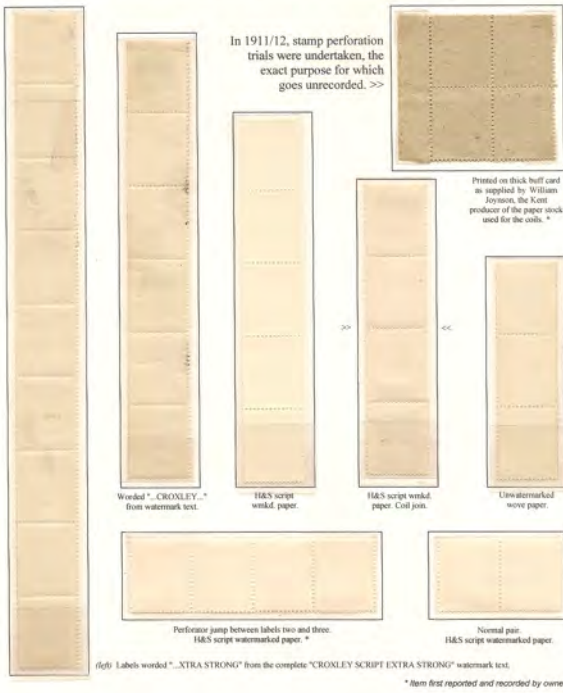 In 1911/12, stamp perforation
trials were undertaken, the
exact purpose for which
goes unrecorded. >>
Printed on thick buff card
as supplied by William
Joynson, the Kent
producer of the paper stock
used for the coils. *
>>
<<
Worded "...CROXLEY..."
from watermark text.
H&S script
wmkd. paper.
H&S script wmkd.
paper. Coil join.
Unwatermarked
wove paper.
Perforator jump between labels two and three.
H&S script watermarked paper. *
Normal pair.
H&S script watermarked paper.
(left) Labels worded "...XTRA STRONG" from the complete "CROXLEY SCRIPT EXTRA STRONG" watermark text.
* Item first reported and recorded by owne